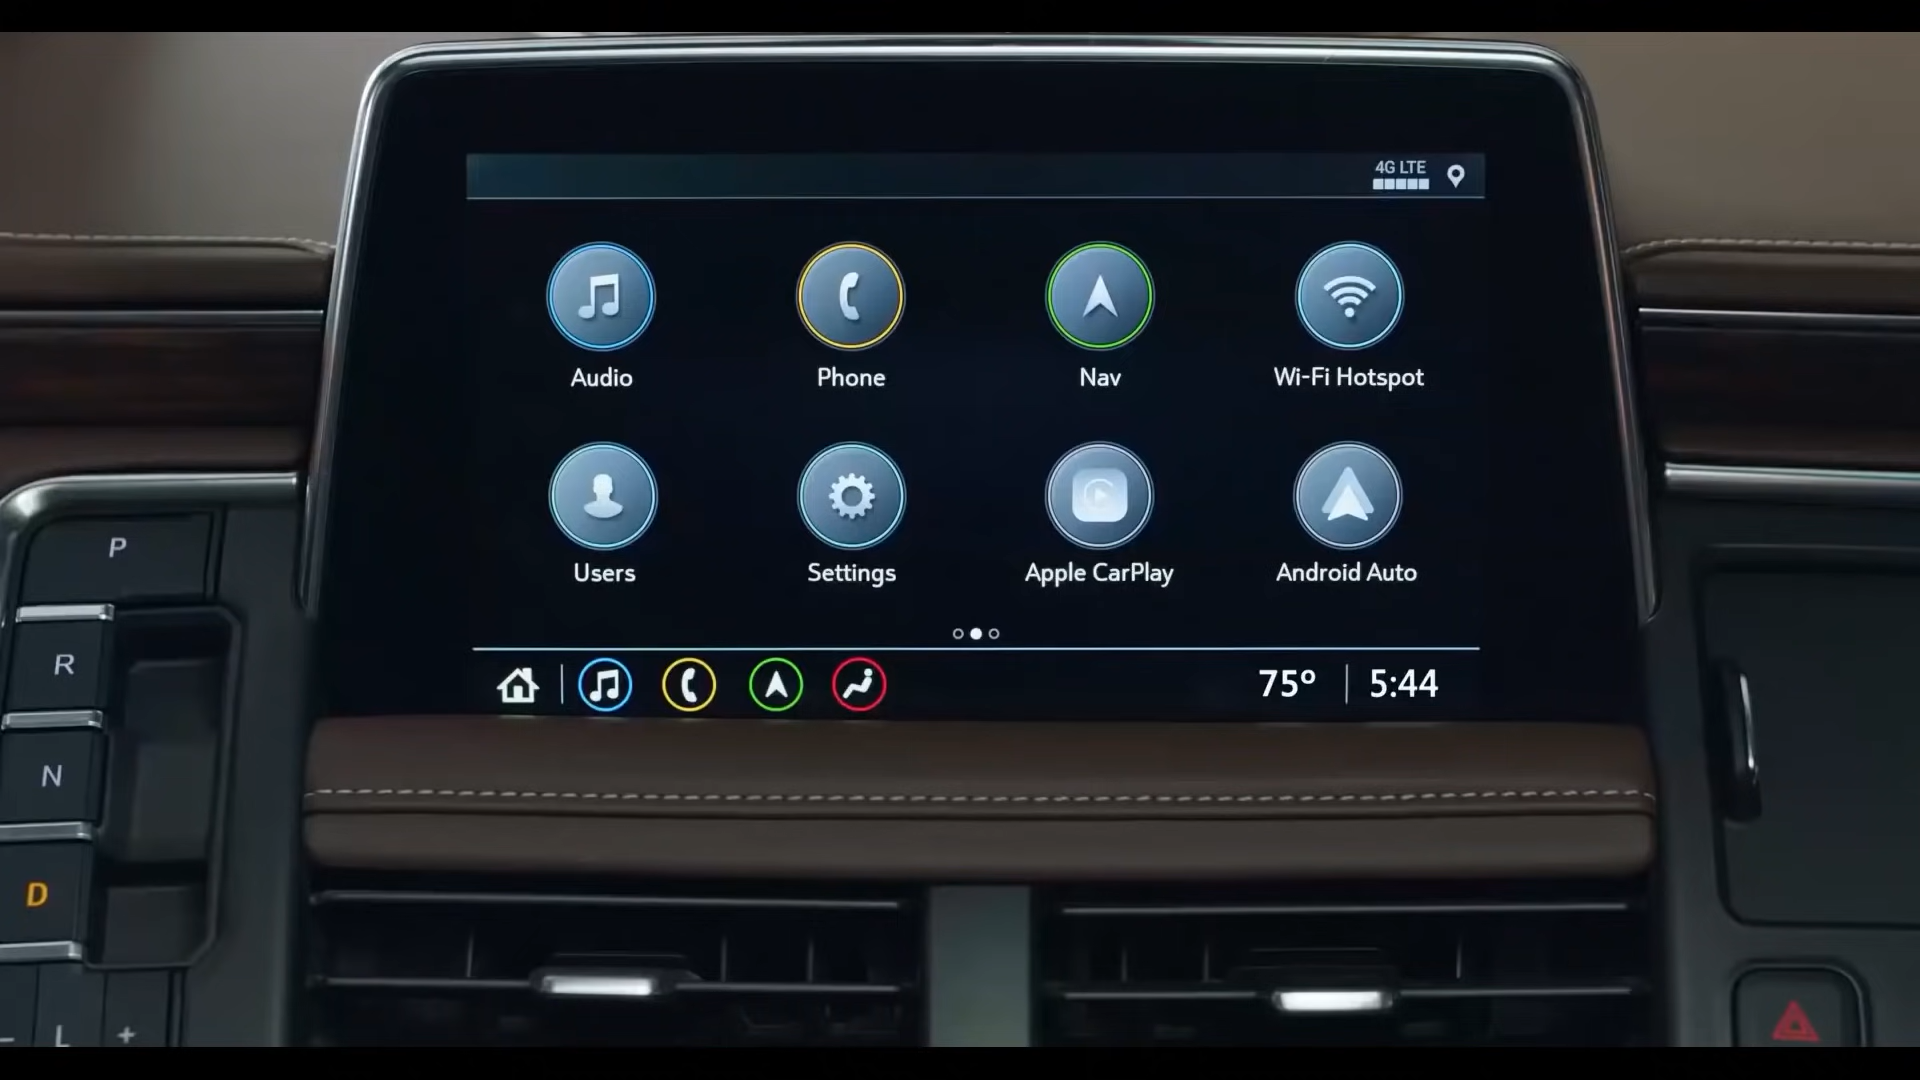 4G LTE
Audio
Phone
Nav
Wi-Fi Hotspot
Users
Settings
Apple CarPlay
Android Auto
75° 5:44
P
R
N
D
- L +